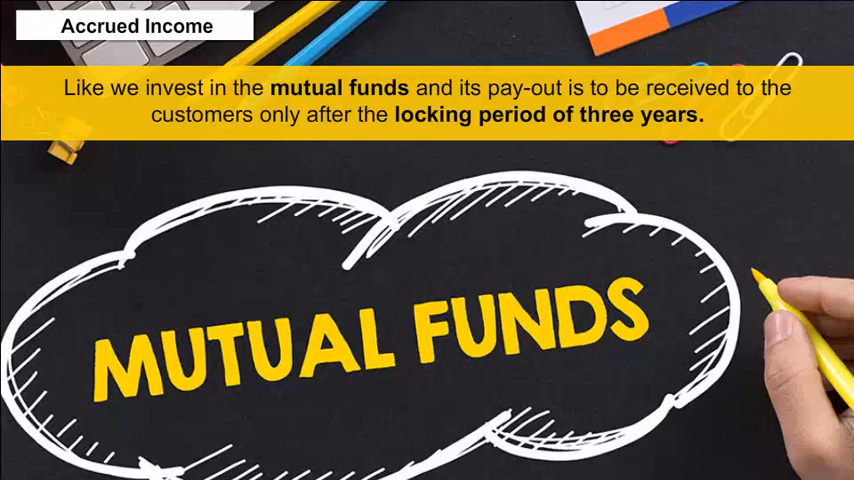 Accrued Income
Like we invest in the mutual funds and its pay-out is to be received to the
customers only after the locking period of three years.
MUTUAL FUNDS